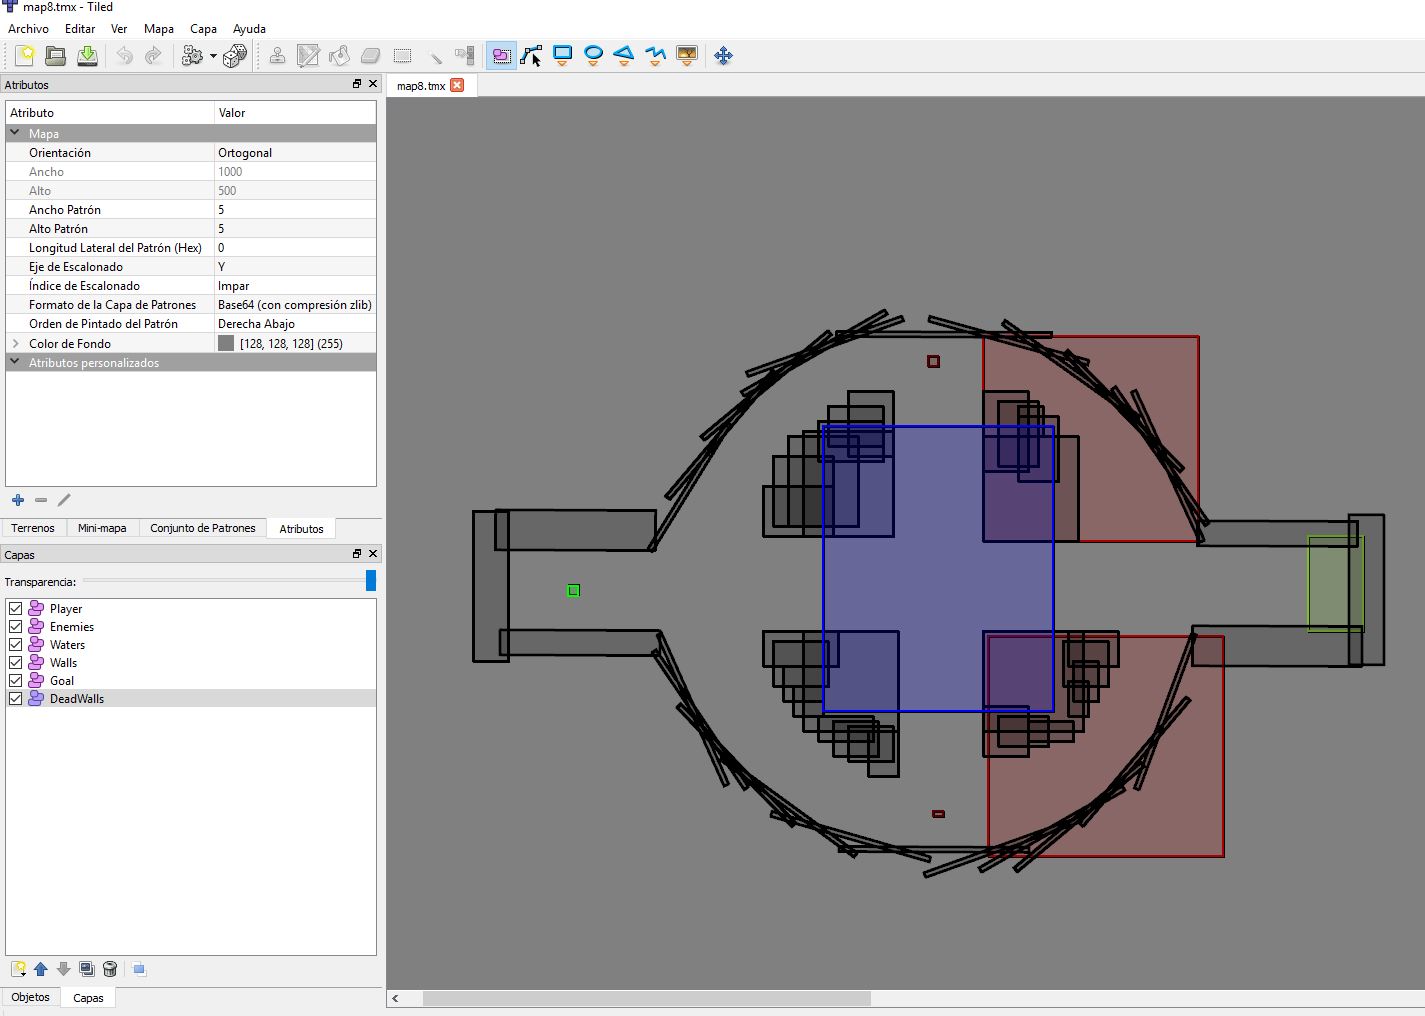 map8.tmx - Tiled
Archivo Editar Ver Mapa Capa Ayuda
Atributos
map8.tmx
Atributo Valor
Mapa
Orientación Ortogonal
Ancho 1000
Alto 500
Ancho Patrón 5
Alto Patrón 5
Longitud Lateral del Patrón (Hex) 0
Eje de Escalonado Y
Índice de Escalonado Impar
Formato de la Capa de Patrones Base64 (con compresión zlib)
Orden de Pintado del Patrón Derecha Abajo
Color de Fondo [128, 128, 128] (255)
Atributos personalizados
Terrenos Mini-mapa Conjunto de Patrones Atributos
Capas
Transparencia:
Player
Enemies
Waters
Walls
Goal
DeadWalls
Objetos Capas